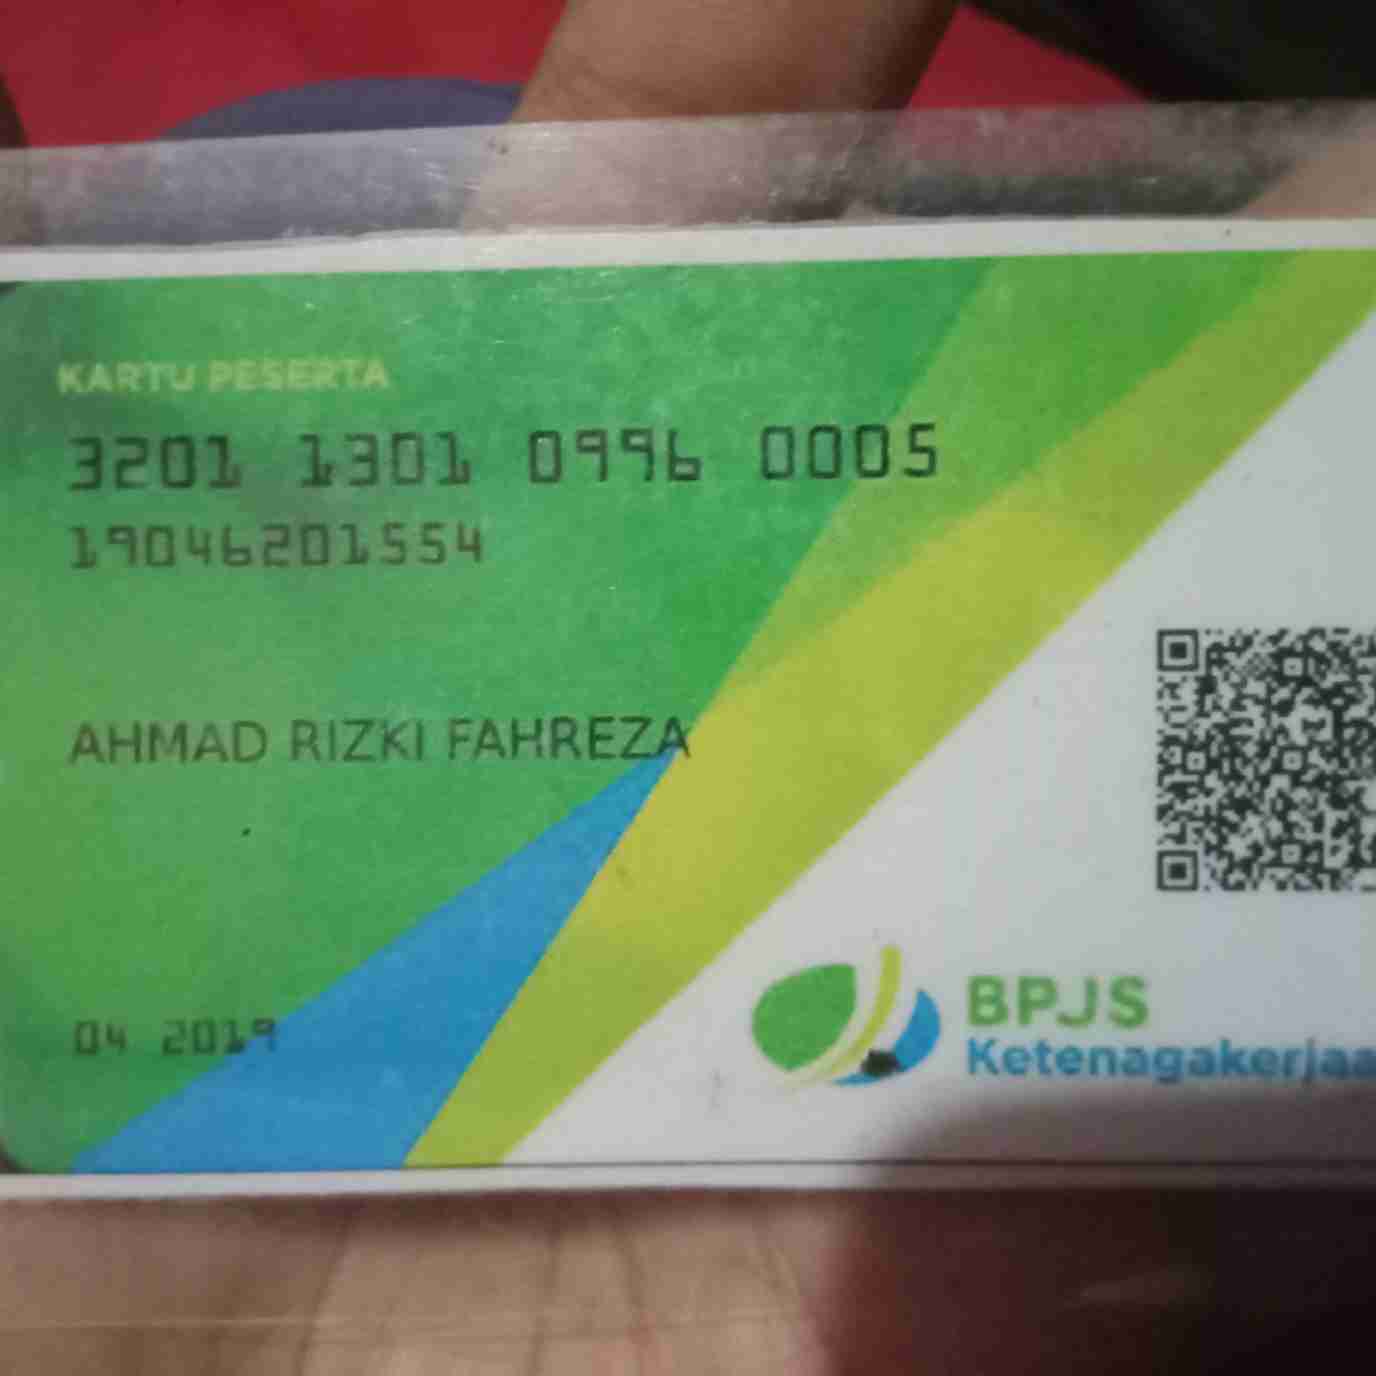 KARTU PESERTA
3201 1301 0996 0005
19046201554
AHMAD RIZKI FAHREZA
04 2019
BPJS
Ketenagakerjaa